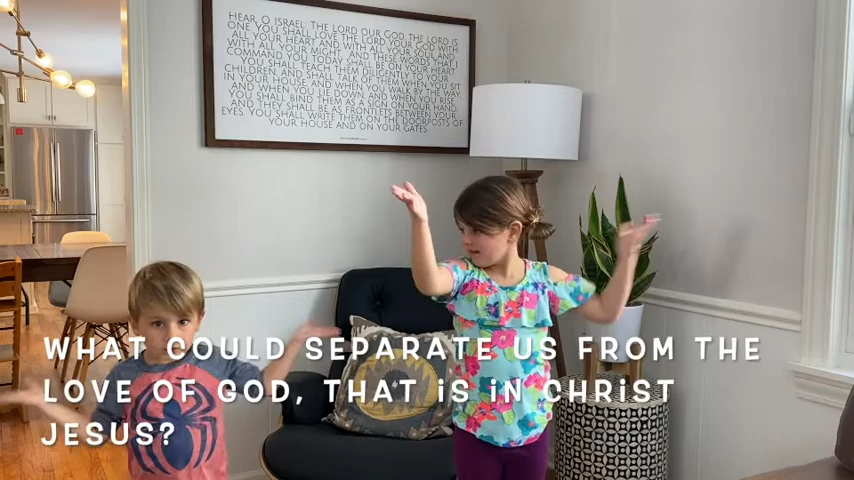 HEAR, O ISRAEL: THE LORD OUR GOD, THE LORD IS
ONE. YOU SHALL LOVE THE LORD YOUR GOD WITH
ALL YOUR HEART AND WITH ALL YOUR SOUL AND
WITH ALL YOUR MIGHT. AND THESE WORDS THAT I
COMMAND YOU TODAY SHALL BE ON YOUR HEART.
YOU SHALL TEACH THEM DILIGENTLY TO YOUR
CHILDREN, AND SHALL TALK OF THEM WHEN YOU SIT
IN YOUR HOUSE, AND WHEN YOU WALK BY THE WAY,
AND WHEN YOU LIE DOWN, AND WHEN YOU RISE.
YOU SHALL BIND THEM AS A SIGN ON YOUR HAND,
AND THEY SHALL BE AS FRONTLETS BETWEEN YOUR
EYES. YOU SHALL WRITE THEM ON THE DOORPOSTS OF
YOUR HOUSE AND ON YOUR GATES.
WHAT COULD SEPARATE US FROM THE
LOVE OF GOD, THAT IS IN CHRIST
JESUS?